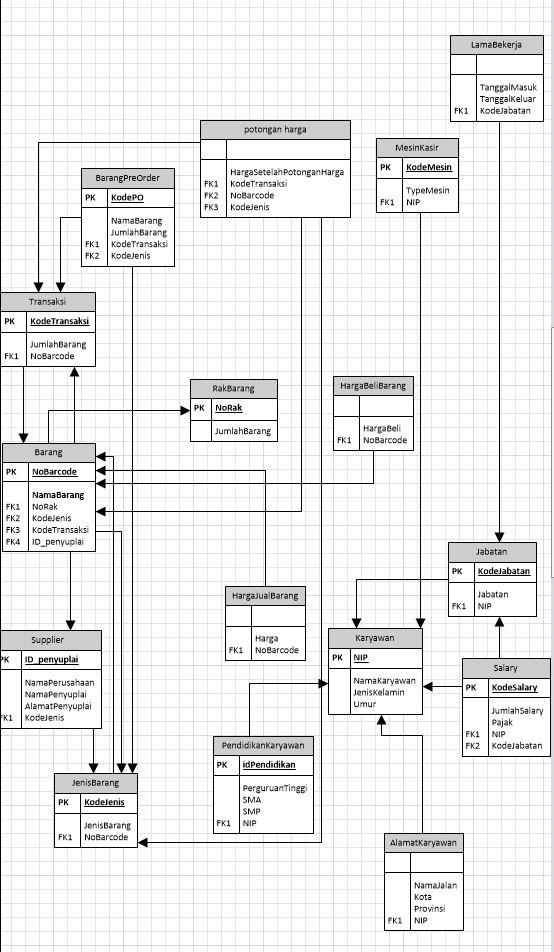 LamaBekerja
TanggalMasuk
TanggalKeluar
FK1 KodeJabatan
potongan harga
HargaSetelahPotonganHarga
FK1 KodeTransaksi
FK2 NoBarcode
FK3 KodeJenis
MesinKasir
PK KodeMesin
TypeMesin
FK1 NIP
BarangPreOrder
PK KodePO
NamaBarang
JumlahBarang
FK1 KodeTransaksi
FK2 KodeJenis
Transaksi
PK KodeTransaksi
JumlahBarang
FK1 NoBarcode
RakBarang
PK NoRak
JumlahBarang
HargaBeliBarang
HargaBeli
FK1 NoBarcode
Barang
PK NoBarcode
NamaBarang
FK1 NoRak
FK2 KodeJenis
FK3 KodeTransaksi
FK4 ID_penyuplai
Jabatan
PK KodeJabatan
Jabatan
FK1 NIP
HargaJualBarang
Harga
FK1 NoBarcode
Supplier
PK ID_penyuplai
NamaPerusahaan
NamaPenyuplai
AlamatPenyuplai
FK1 KodeJenis
Karyawan
PK NIP
NamaKaryawan
JenisKelamin
Umur
Salary
PK KodeSalary
JumlahSalary
Pajak
FK1 NIP
FK2 KodeJabatan
PendidikanKaryawan
PK idPendidikan
PerguruanTinggi
SMA
SMP
FK1 NIP
JenisBarang
PK KodeJenis
JenisBarang
FK1 NoBarcode
AlamatKaryawan
NamaJalan
Kota
Provinsi
FK1 NIP